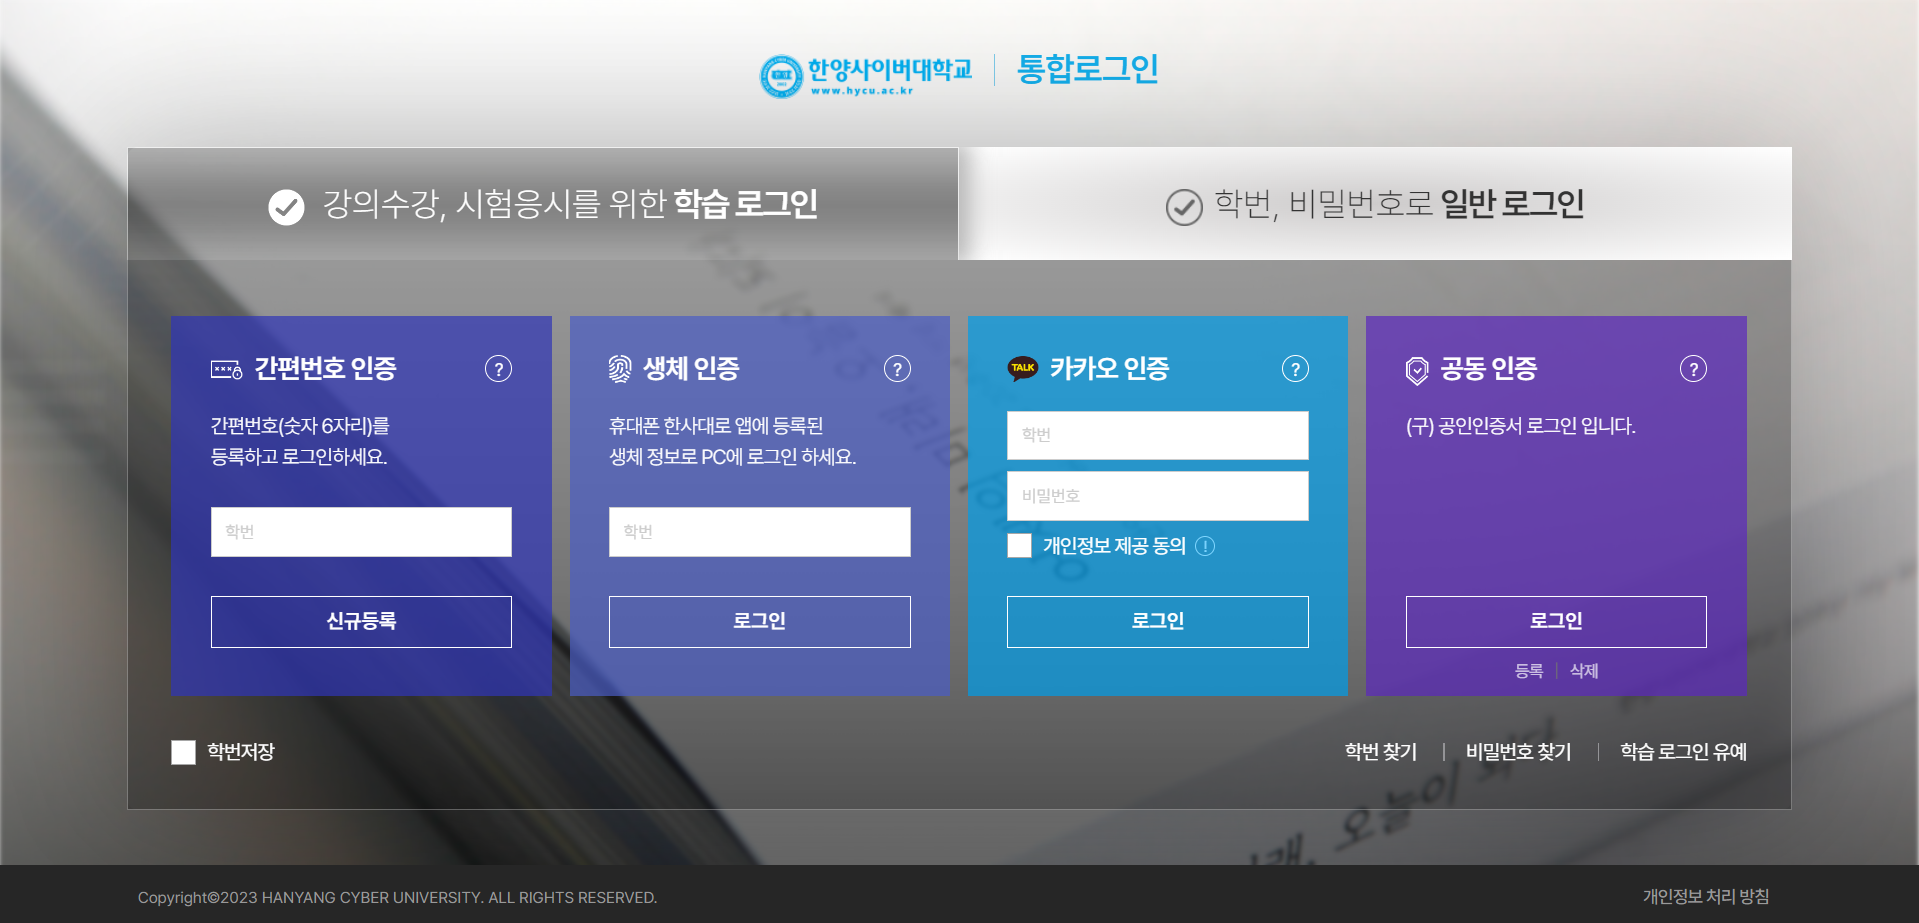 한양사이버대학교
www.hycu.ac.kr
통합로그인
강의수강, 시험응시를 위한 학습 로그인
학번, 비밀번호로 일반 로그인
간편번호 인증
?
간편번호(숫자 6자리)를
등록하고 로그인하세요.
학번
신규등록
생체 인증
?
휴대폰 한사대로 앱에 등록된
생체 정보로 PC에 로그인 하세요.
학번
로그인
TALK
카카오 인증
?
학번
비밀번호
개인정보 제공 동의 !
로그인
공동 인증
?
(구) 공인인증서 로그인 입니다.
로그인
등록 | 삭제
학번저장
학번 찾기 | 비밀번호 찾기 | 학습 로그인 유예
오늘이
Copyright©2023 HANYANG CYBER UNIVERSITY. ALL RIGHTS RESERVED.
개인정보 처리 방침